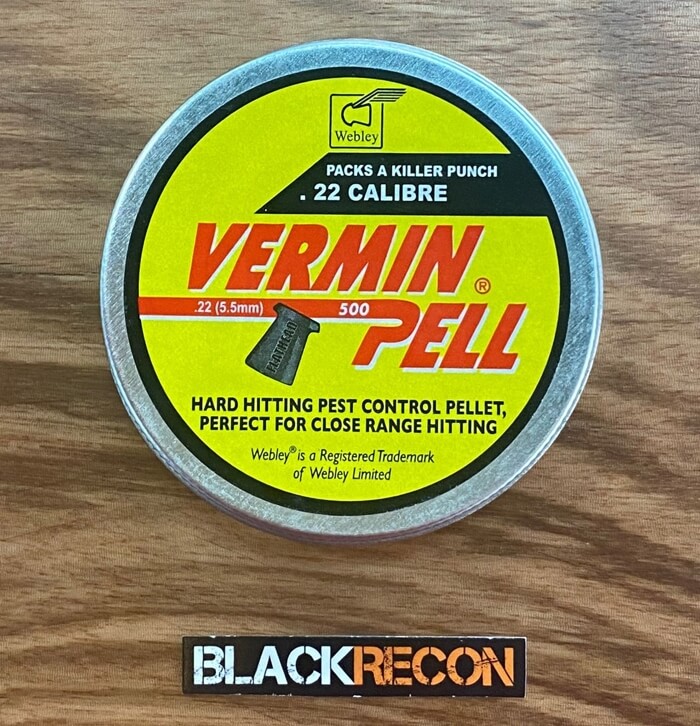 Webley
PACKS A KILLER PUNCH
. 22 CALIBRE
VERMIN ®
.22 (5.5mm) 500
PELL
FLATHEAD
HARD HITTING PEST CONTROL PELLET,
PERFECT FOR CLOSE RANGE HITTING
Webley® is a Registered Trademark
of Webley Limited
BLACKRECON